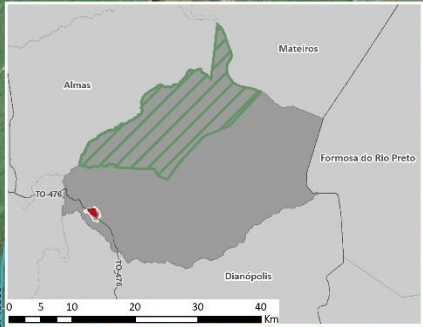 Mateiros
Almas
Formosa do Rio Preto
TO-476
TO-476
Dianópolis
0 5 10 20 30 40
Km